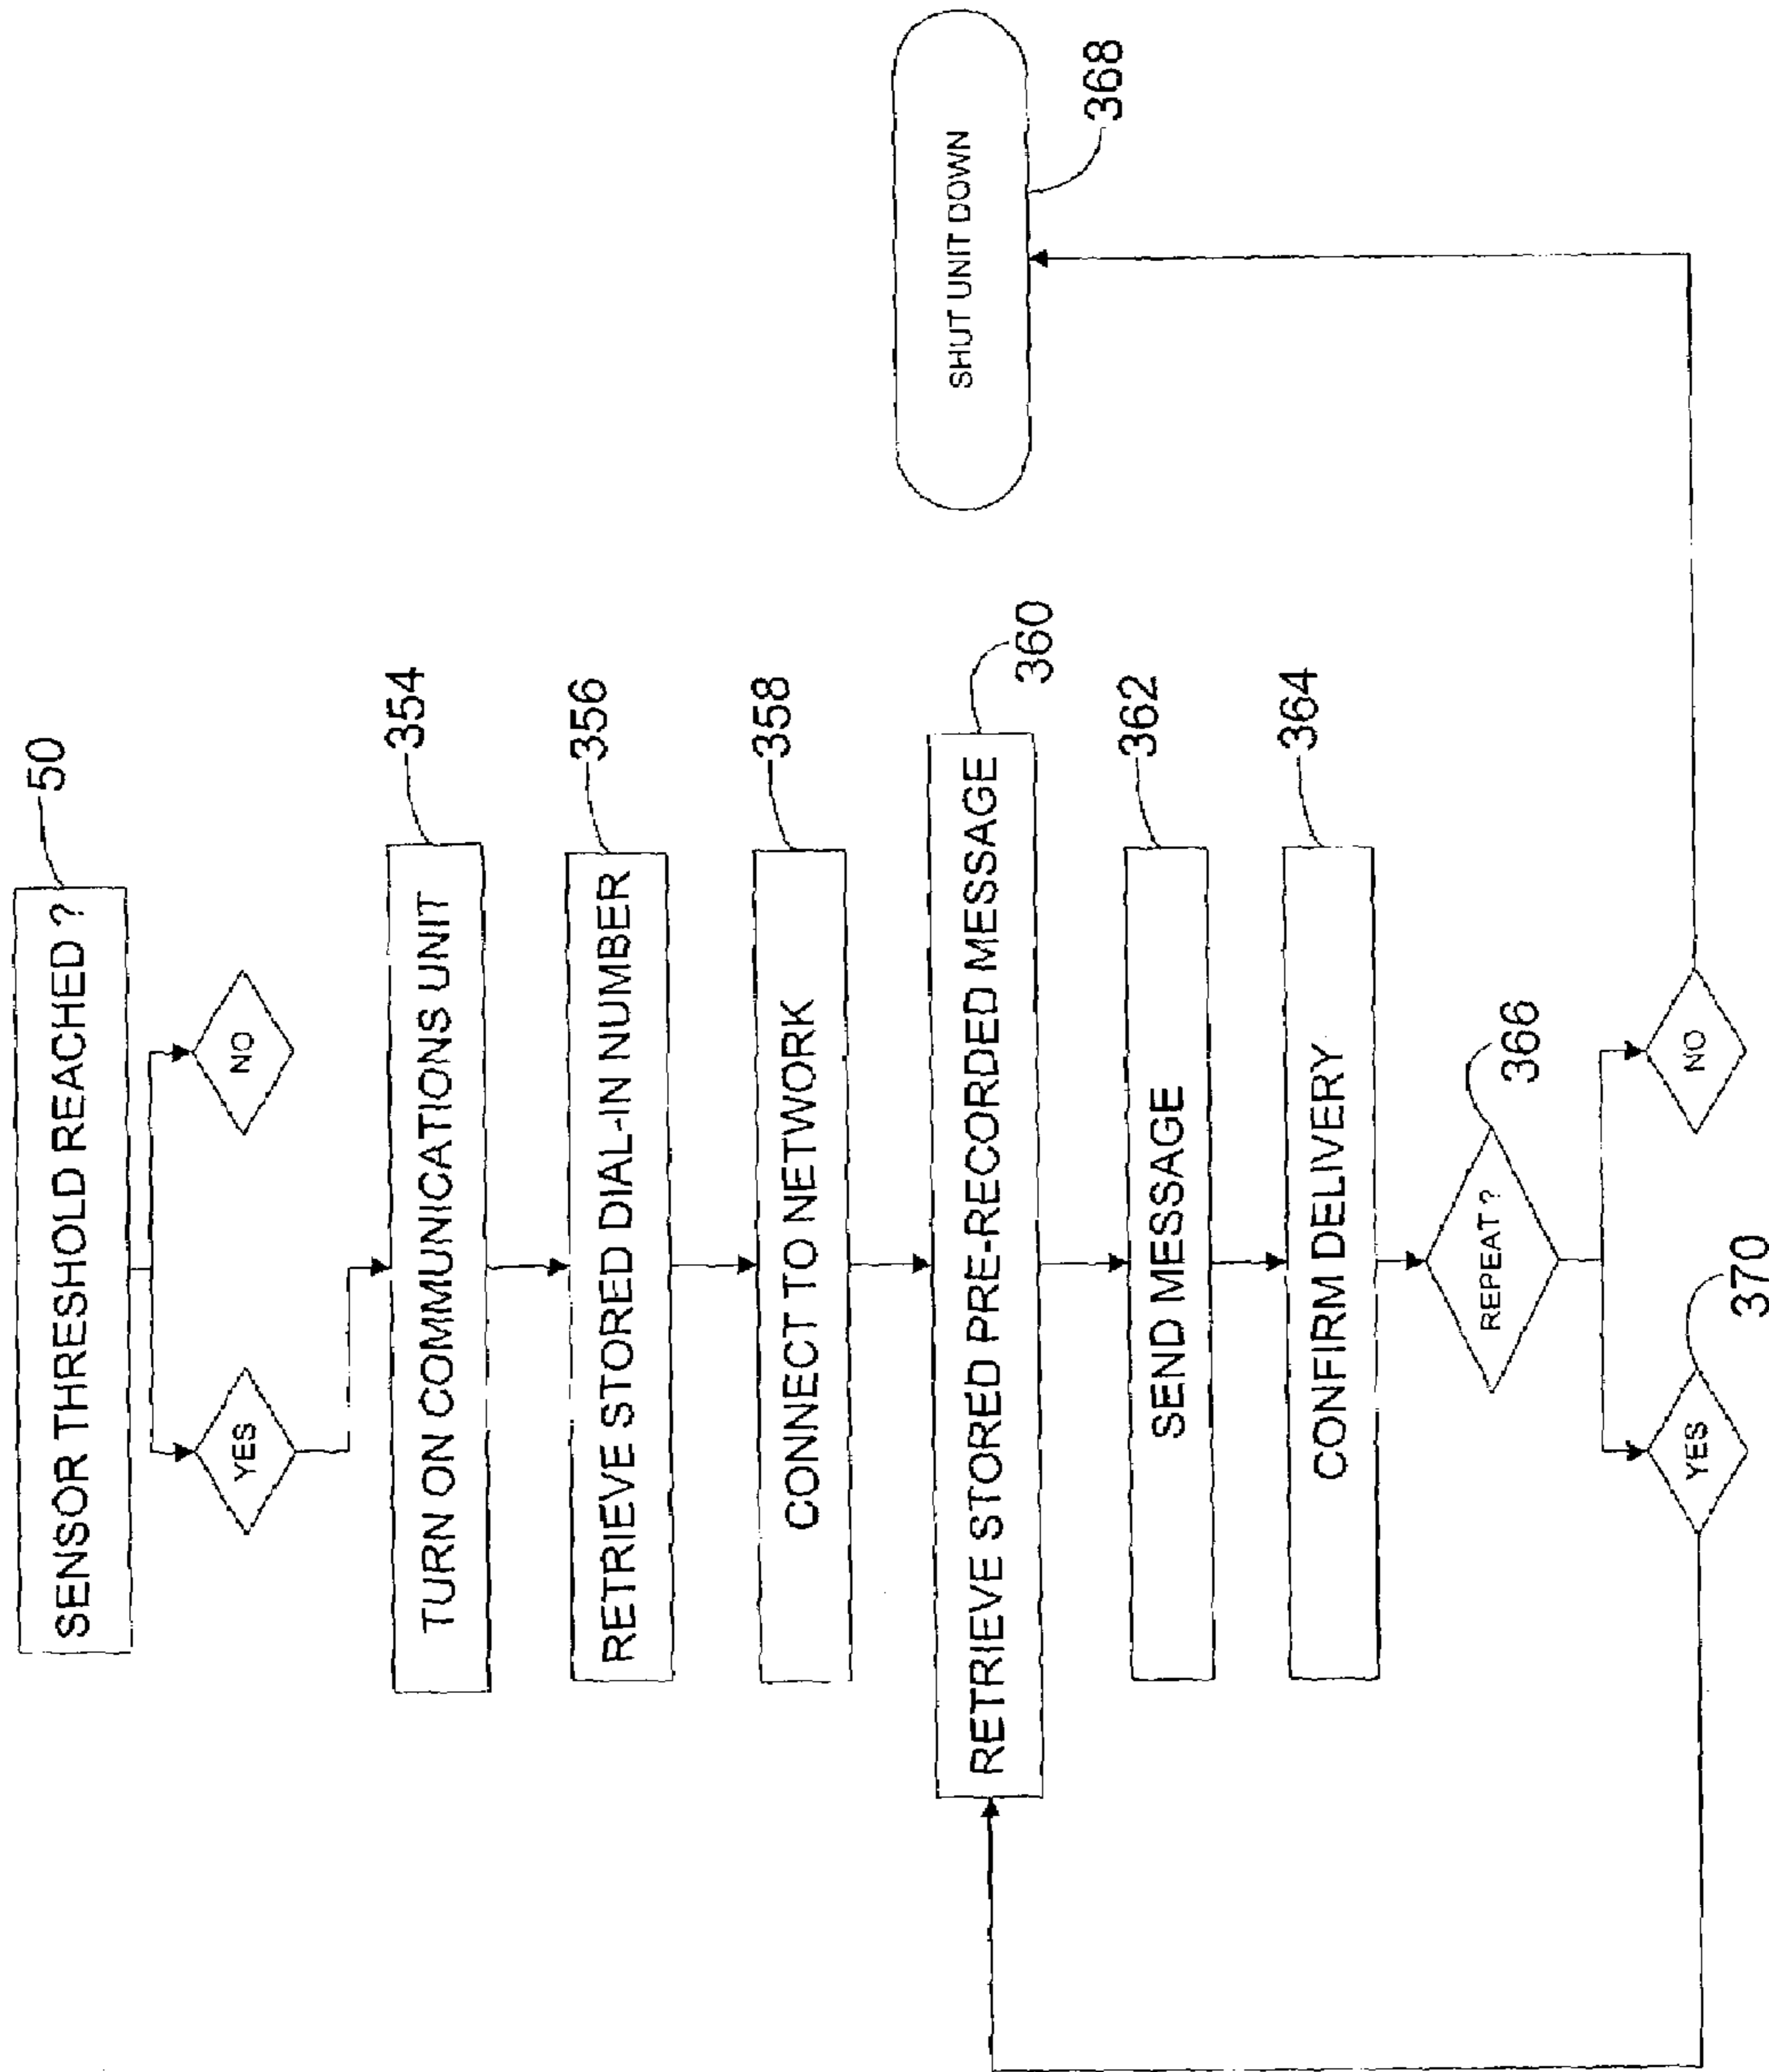 SENSOR THRESHOLD REACHED ?
50
YES
NO
TURN ON COMMUNICATIONS UNIT
354
RETRIEVE STORED DIAL-IN NUMBER
356
CONNECT TO NETWORK
358
RETRIEVE STORED PRE-RECORDED MESSAGE
360
SEND MESSAGE
362
CONFIRM DELIVERY
364
REPEAT ?
366
YES
370
NO
SHUT UNIT DOWN
368